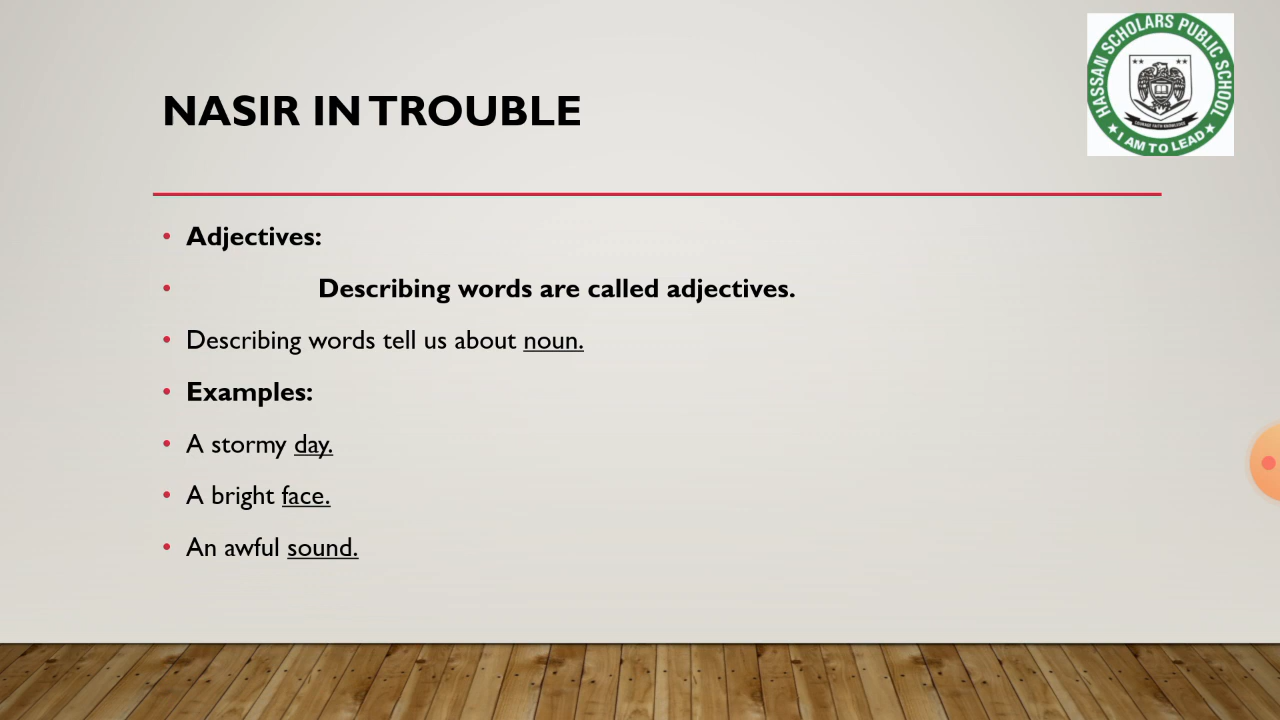 NASIR IN TROUBLE
HASSAN SCHOLARS PUBLIC SCHOOL
I AM TO LEAD
• Adjectives:
• Describing words are called adjectives.
• Describing words tell us about noun.
• Examples:
• A stormy day.
• A bright face.
• An awful sound.